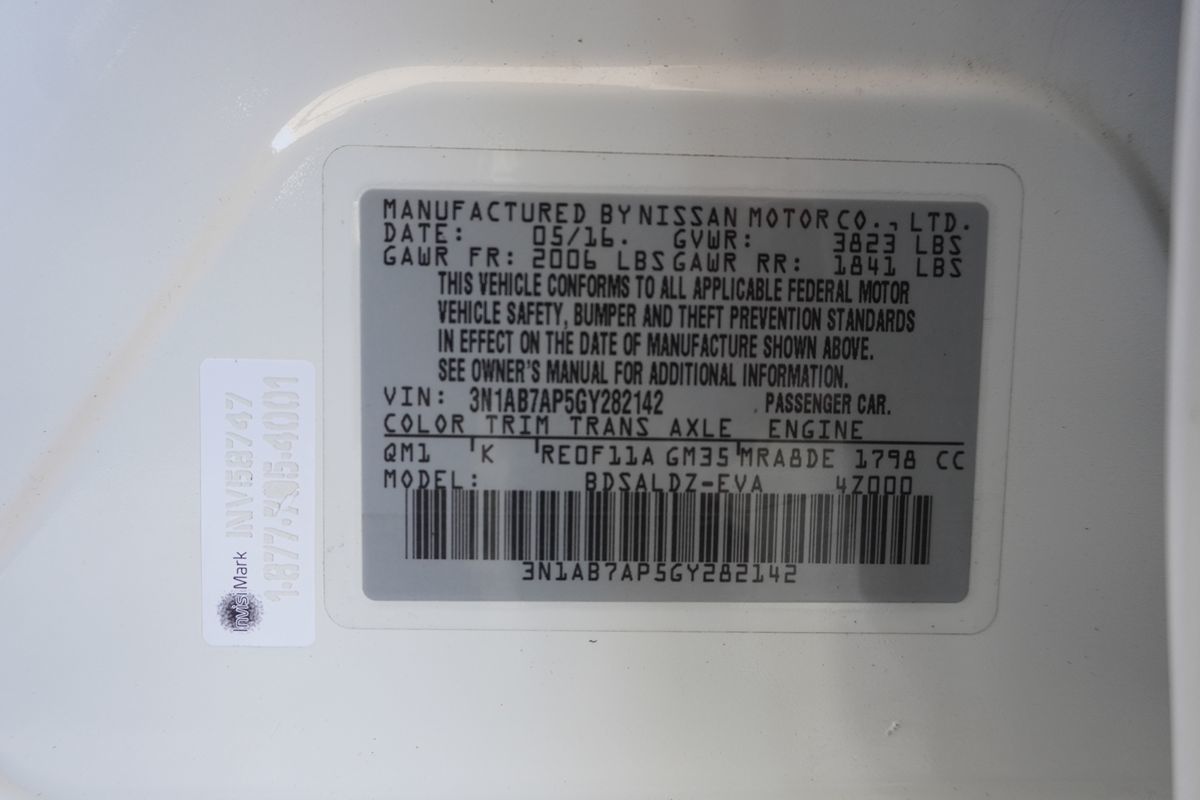 MANUFACTURED BY NISSAN MOTOR CO., LTD.
DATE: 05/16. GVWR: 3823 LBS
GAWR FR: 2006 LBS GAWR RR: 1841 LBS
THIS VEHICLE CONFORMS TO ALL APPLICABLE FEDERAL MOTOR
VEHICLE SAFETY, BUMPER AND THEFT PREVENTION STANDARDS
IN EFFECT ON THE DATE OF MANUFACTURE SHOWN ABOVE.
SEE OWNER'S MANUAL FOR ADDITIONAL INFORMATION.
VIN: 3N1AB7AP5GY282142 PASSENGER CAR.
COLOR TRIM TRANS AXLE ENGINE
QM1 K RE0F11A GM35 MRA8DE 1798 CC
MODEL: BDSALDZ-EVA 4Z000
3N1AB7AP5GY282142
InvisiMark INV158747